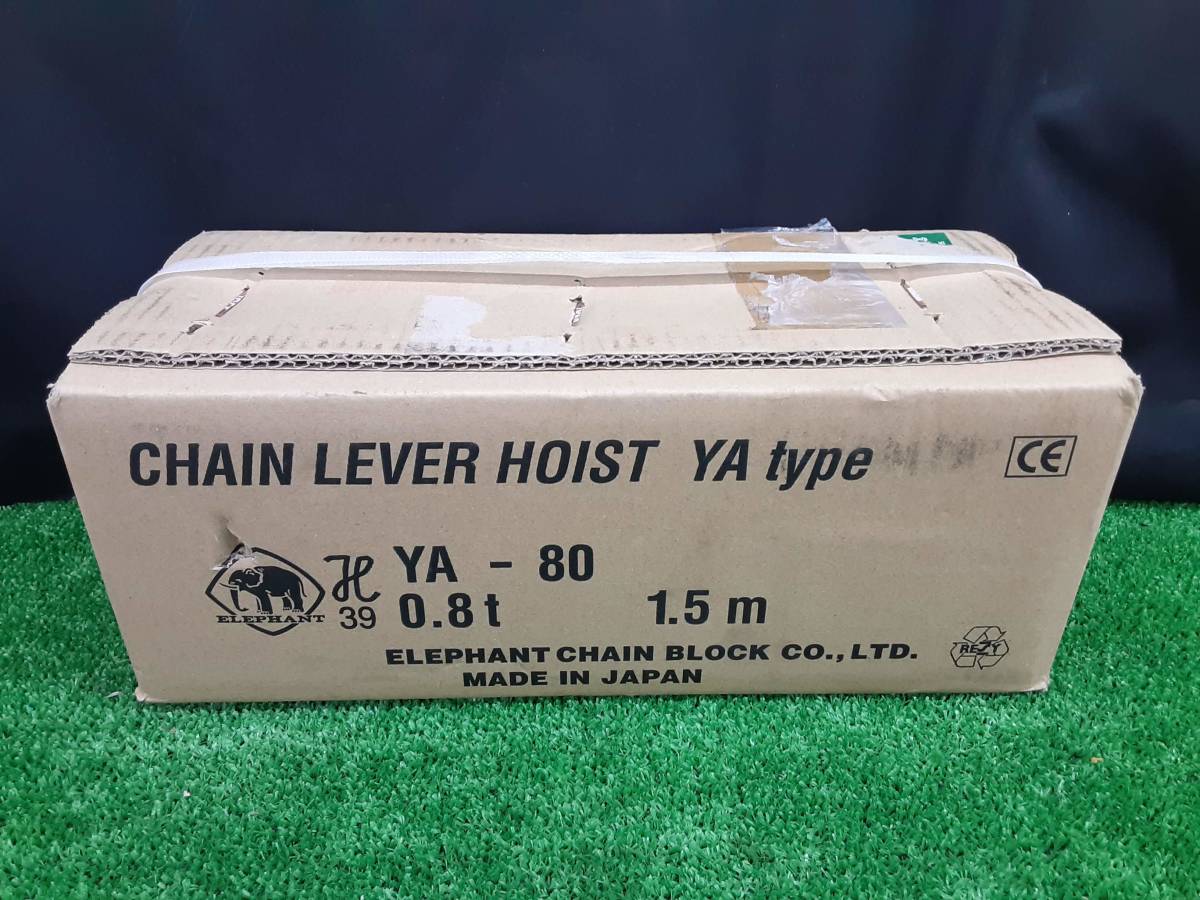 CHAIN LEVER HOIST YA type
CE
YA - 80
ELEPHANT
H
39
0.8 t 1.5 m
ELEPHANT CHAIN BLOCK CO., LTD.
MADE IN JAPAN
REZY